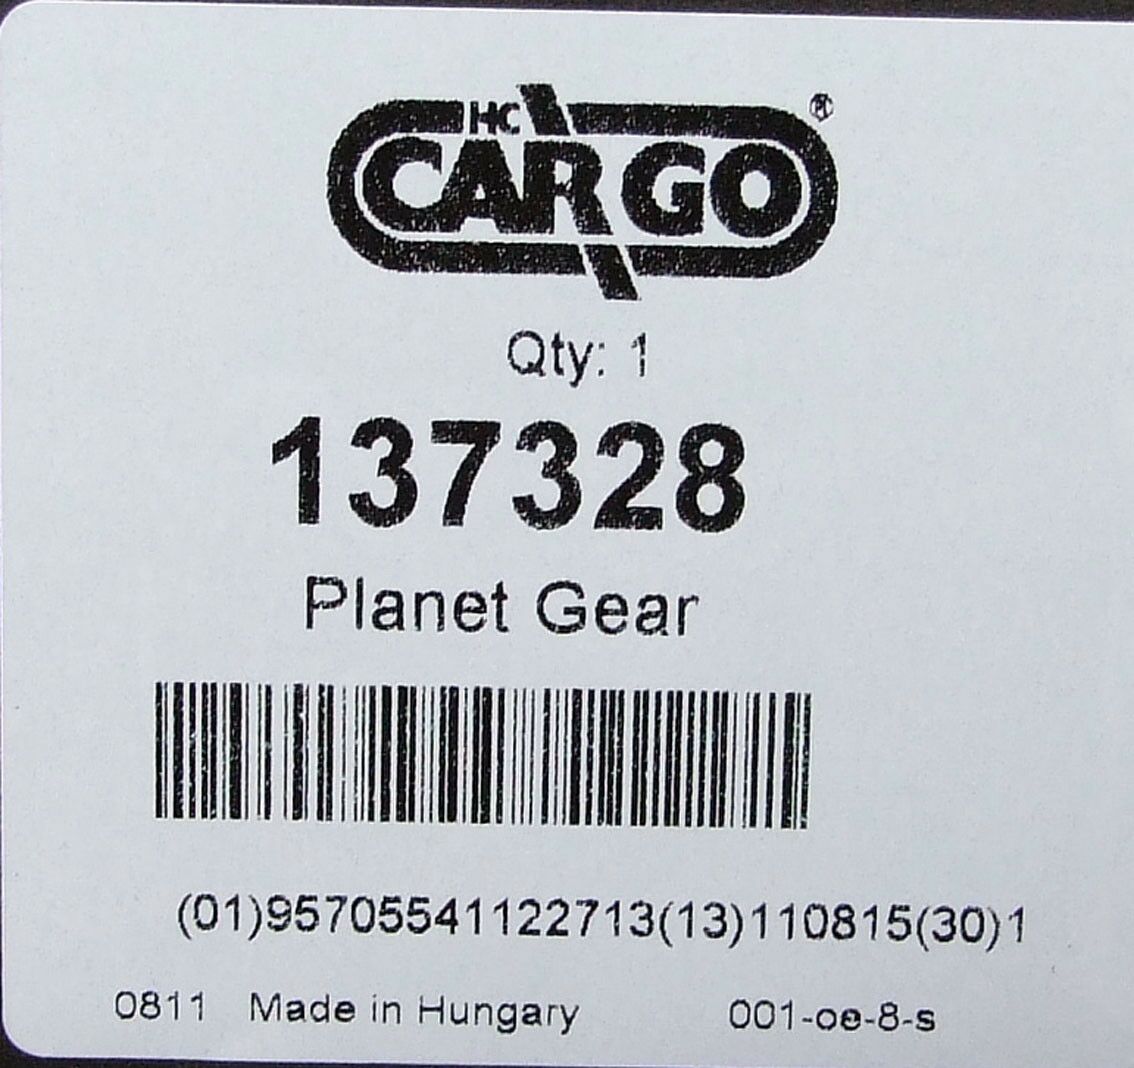 HC
CARGO®
Qty: 1
137328
Planet Gear
(01)95705541122713(13)110815(30)1
0811 Made in Hungary 001-oe-8-s